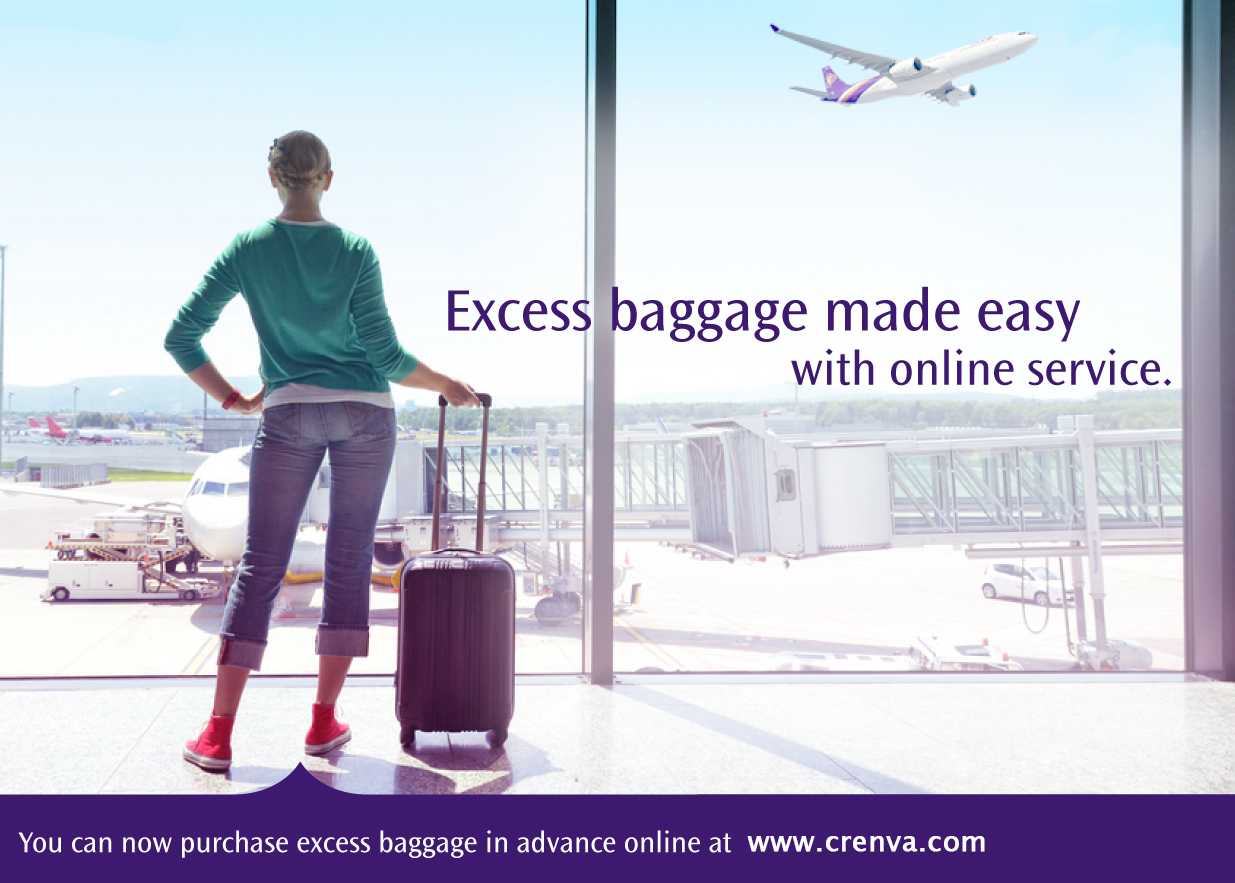 Excess baggage made easy
with online service.
You can now purchase excess baggage in advance online at www.crenva.com